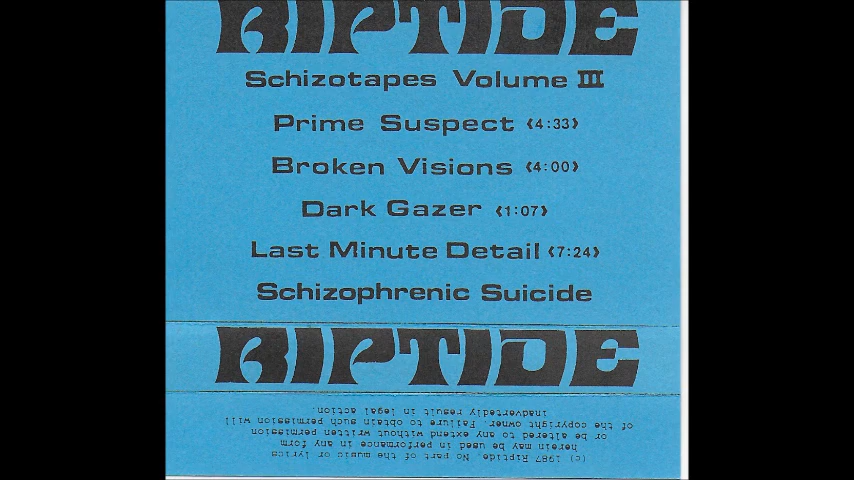 RIPTIDE
Schizotapes Volume III
Prime Suspect (4:33)
Broken Visions (4:00)
Dark Gazer (1:07)
Last Minute Detail (7:24)
Schizophrenic Suicide
RIPTIDE
(c) 1987 Riptide. No part of the music or lyrics
herein may be used in performance in any form
or be altered to any extend without written permission
of the copyright owner. Failure to obtain such permission will
inadvertedly result in legal action.